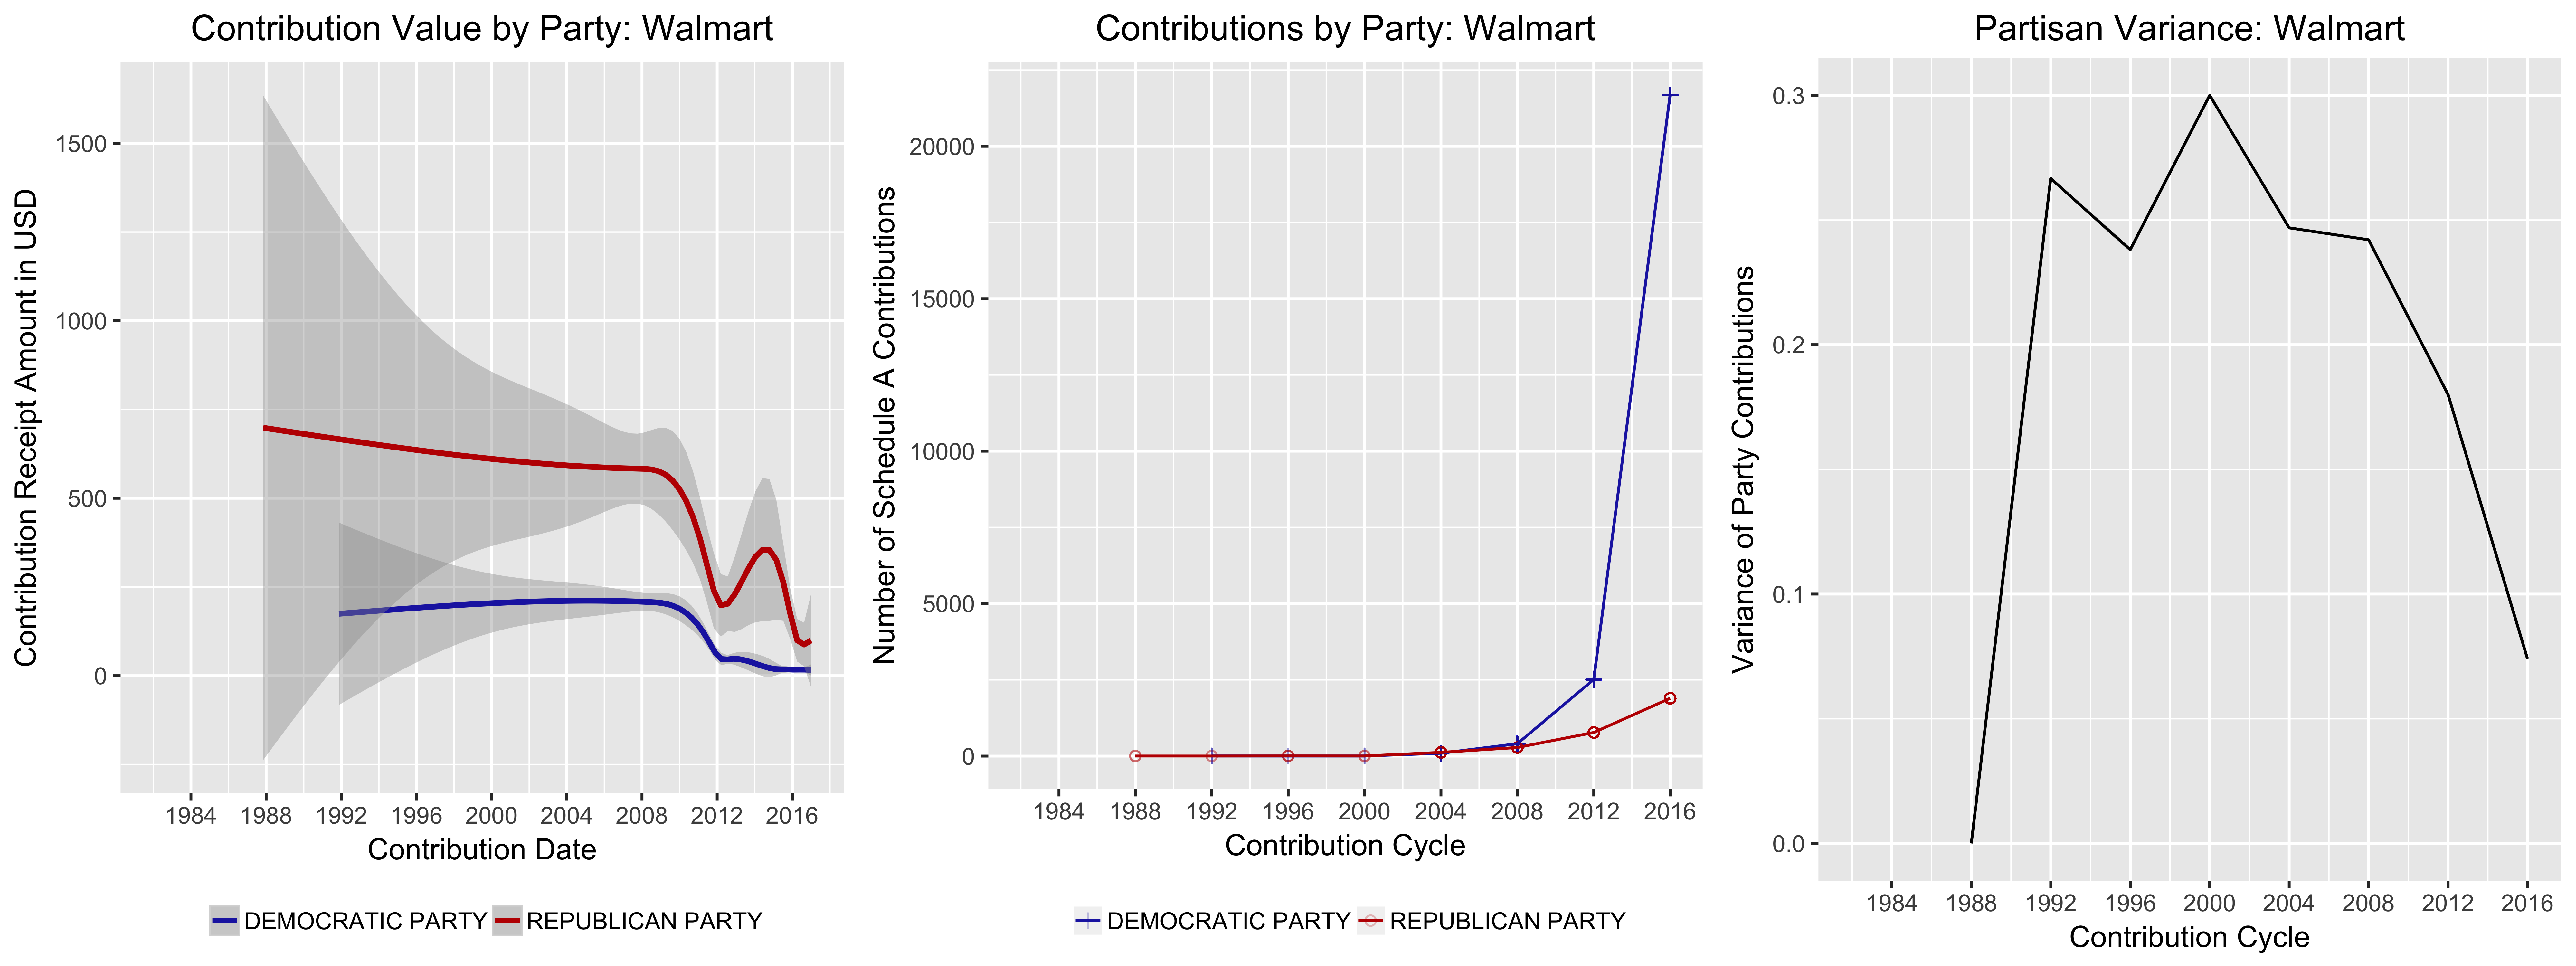 Contribution Value by Party: Walmart
Contribution Receipt Amount in USD
1500
1000
500
0
1984 1988 1992 1996 2000 2004 2008 2012 2016
Contribution Date
DEMOCRATIC PARTY REPUBLICAN PARTY
Contributions by Party: Walmart
Number of Schedule A Contributions
20000
15000
10000
5000
0
1984 1988 1992 1996 2000 2004 2008 2012 2016
Contribution Cycle
DEMOCRATIC PARTY REPUBLICAN PARTY
Partisan Variance: Walmart
Variance of Party Contributions
0.3
0.2
0.1
0.0
1984 1988 1992 1996 2000 2004 2008 2012 2016
Contribution Cycle